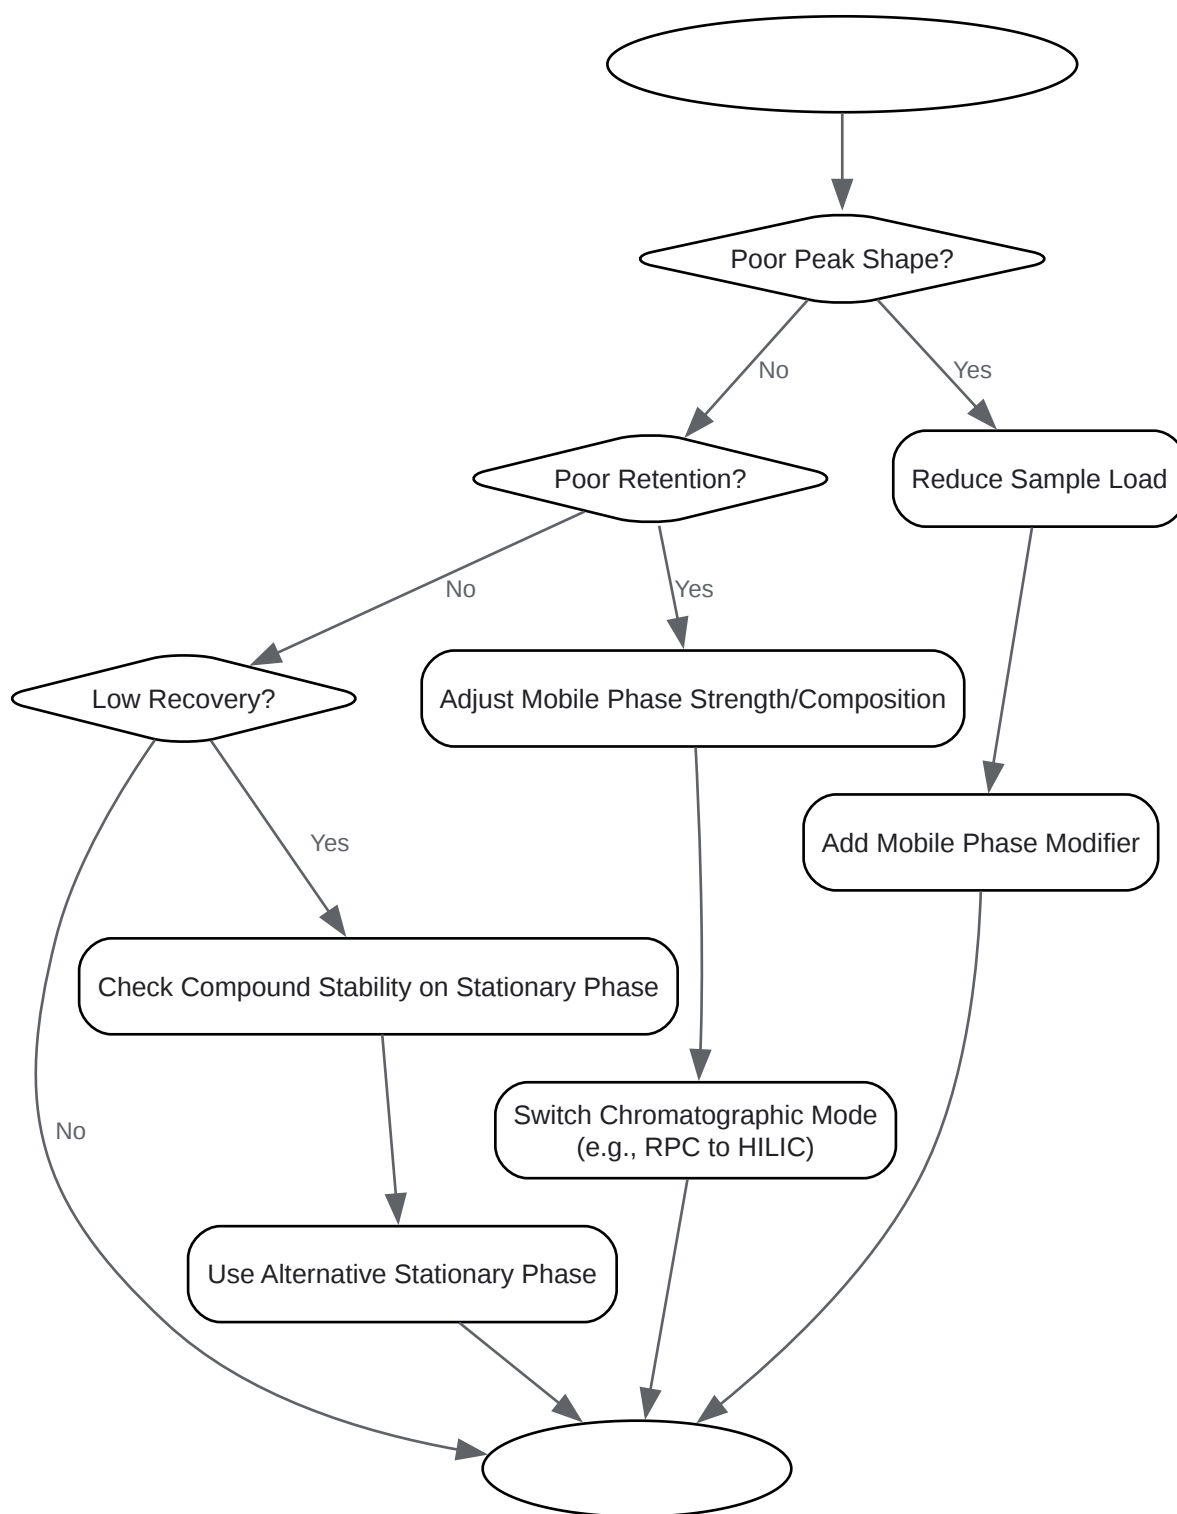 Poor Peak Shape?
No
Yes
Poor Retention?
Reduce Sample Load
No
Yes
Low Recovery?
Adjust Mobile Phase Strength/Composition
Yes
Add Mobile Phase Modifier
Check Compound Stability on Stationary Phase
No
Switch Chromatographic Mode
(e.g., RPC to HILIC)
Use Alternative Stationary Phase